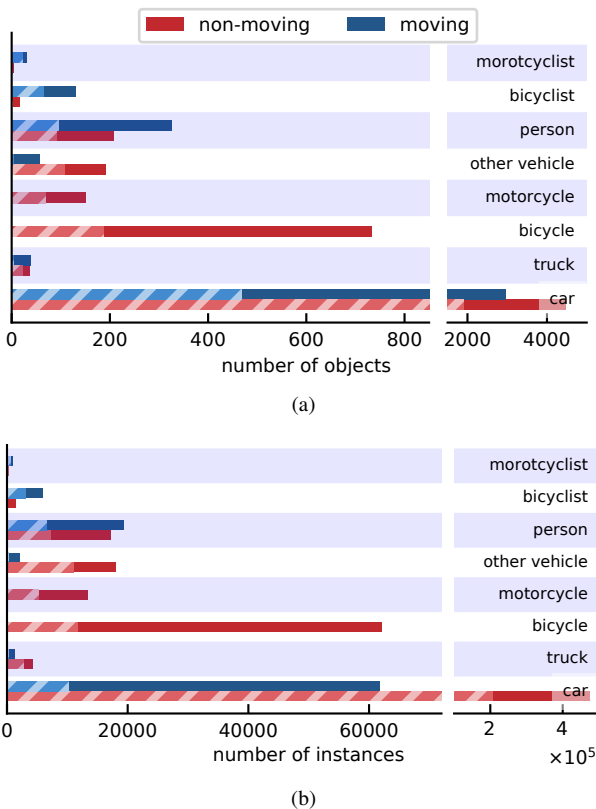 non-moving moving
morotcyclist
bicyclist
person
other vehicle
motorcycle
bicycle
truck
car
0 200 400 600 800 2000 4000
number of objects
(a)
morotcyclist
bicyclist
person
other vehicle
motorcycle
bicycle
truck
car
0 20000 40000 60000 2 4
number of instances ×10⁵
(b)